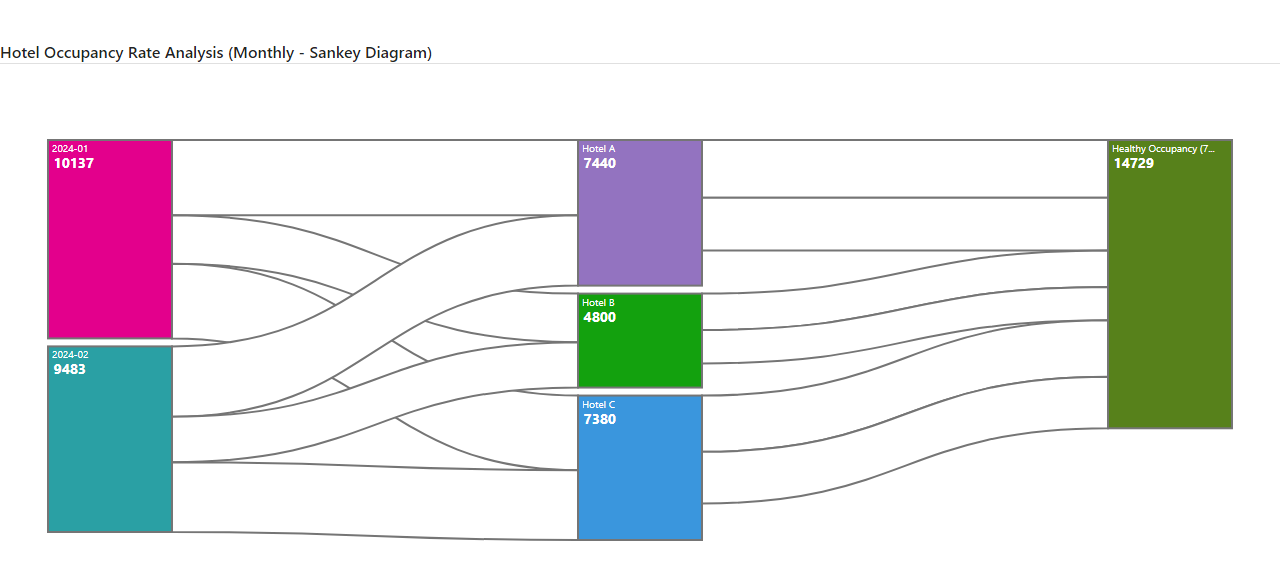 Hotel Occupancy Rate Analysis (Monthly - Sankey Diagram)
2024-01
10137
2024-02
9483
Hotel A
7440
Hotel B
4800
Hotel C
7380
Healthy Occupancy (7...
14729